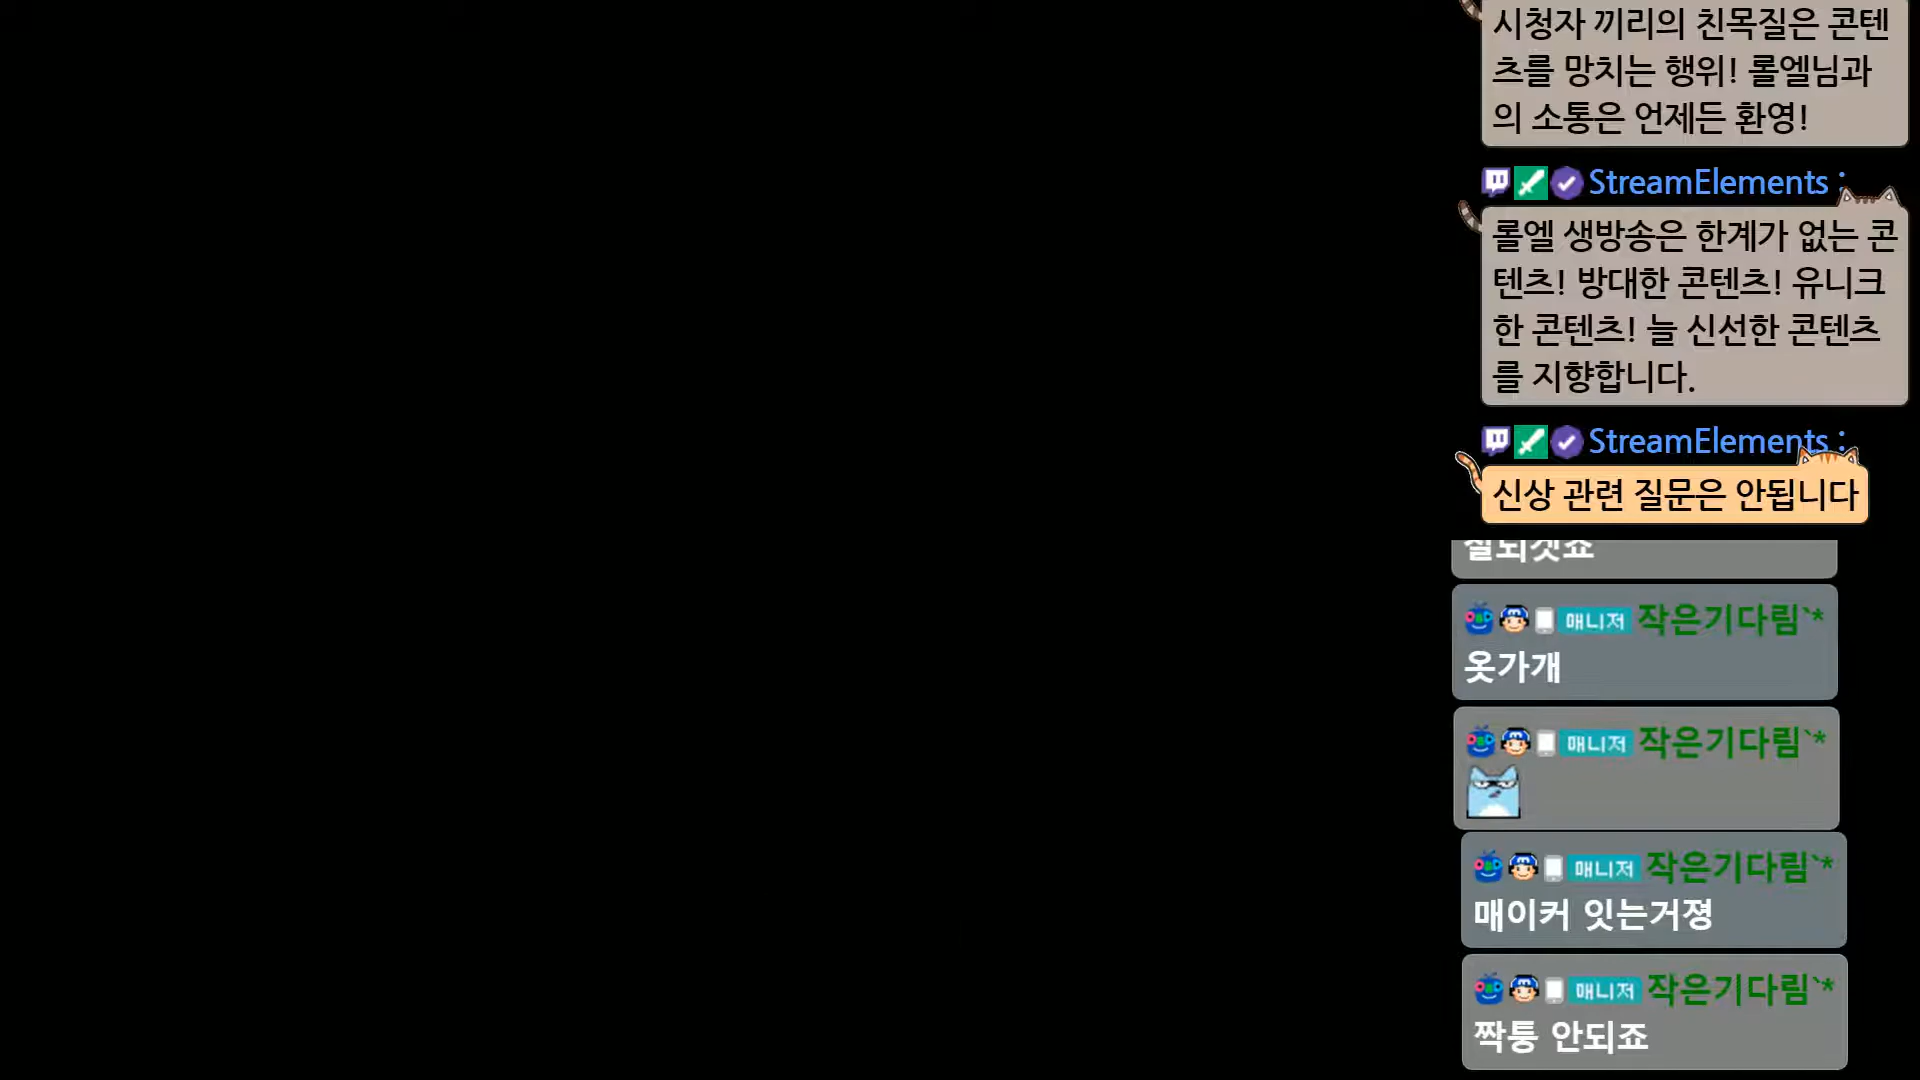 시청자 끼리의 친목질은 콘텐
츠를 망치는 행위! 롤엘님과
의 소통은 언제든 환영!
StreamElements :
롤엘 생방송은 한계가 없는 콘
텐츠! 방대한 콘텐츠! 유니크
한 콘텐츠! 늘 신선한 콘텐츠
를 지향합니다.
StreamElements :
신상 관련 질문은 안됩니다
잘되겟죠
매니저 작은기다림`*
옷가개
매니저 작은기다림`*
매니저 작은기다림`*
매이커 잇는거졍
매니저 작은기다림`*
짝퉁 안되죠